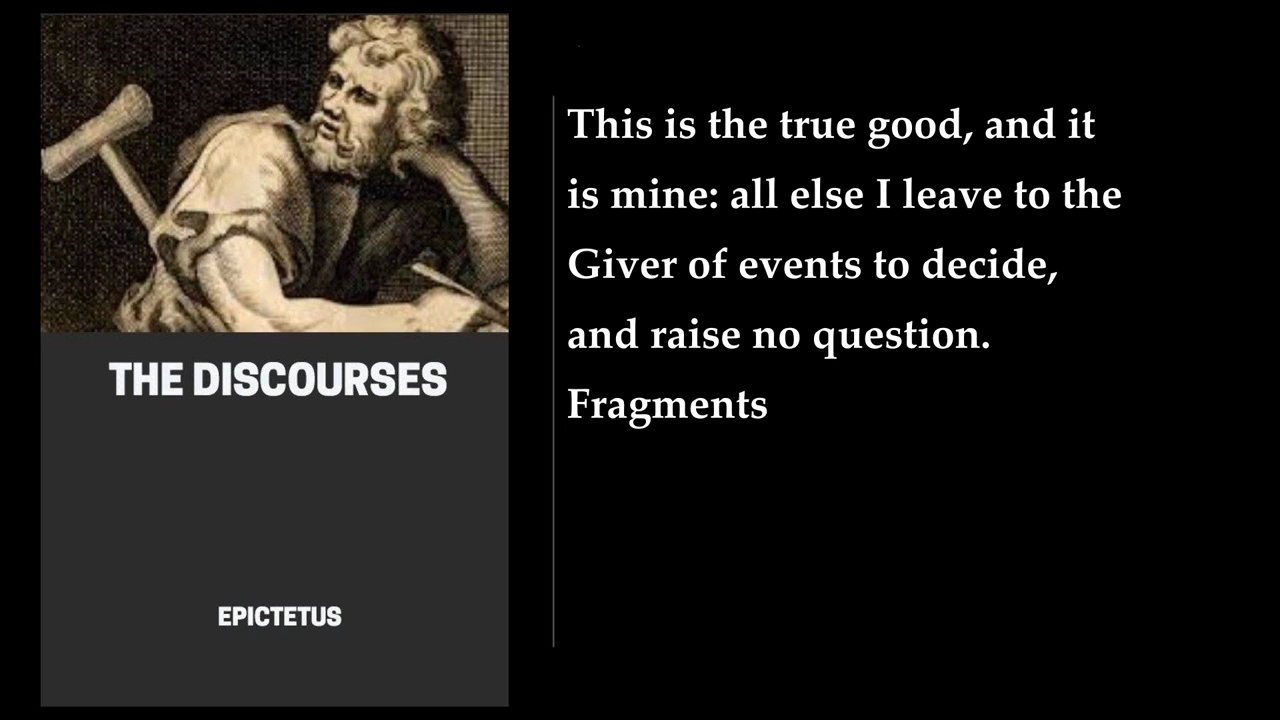 THE DISCOURSES
EPICTETUS
This is the true good, and it
is mine: all else I leave to the
Giver of events to decide,
and raise no question.
Fragments